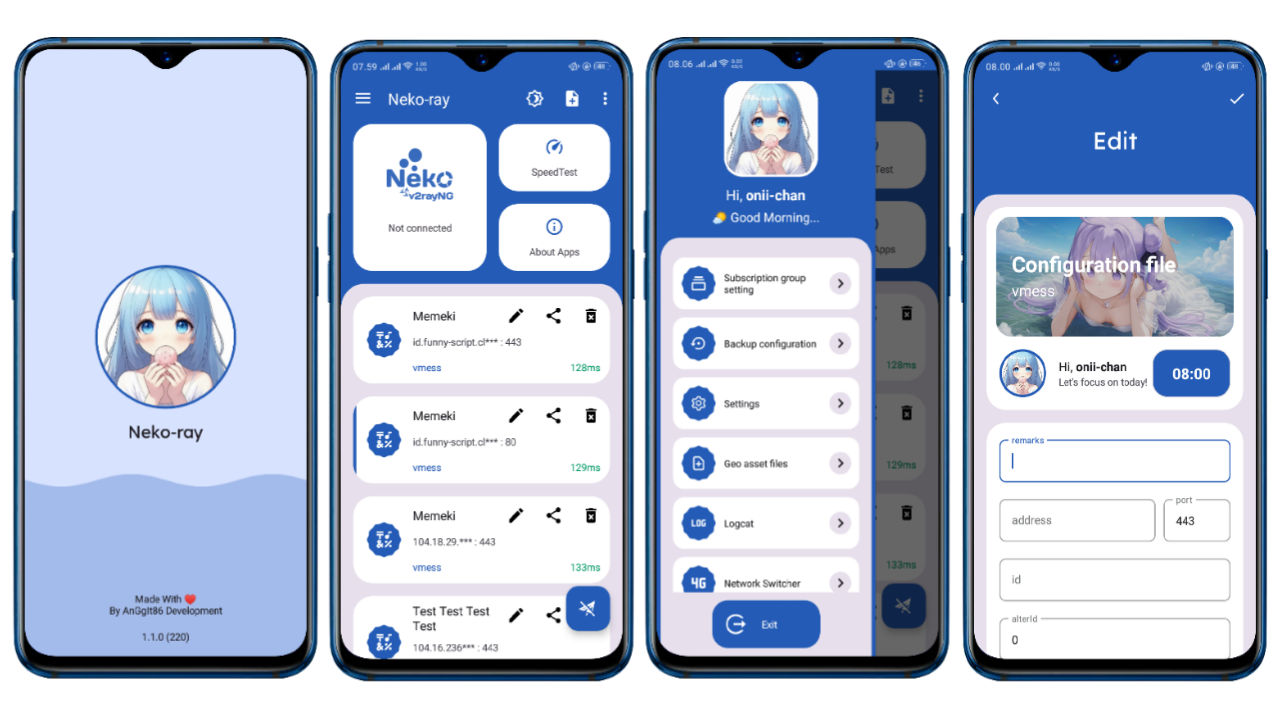 Neko-ray
Made With ❤️
By AnGgIt86 Development
1.1.0 (220)
07.59
Neko-ray
Neko
v2rayNG
Not connected
SpeedTest
About Apps
Memeki
id.funny-script.cl*** : 443
vmess
128ms
Memeki
id.funny-script.cl*** : 80
vmess
129ms
Memeki
104.18.29.*** : 443
vmess
133ms
Test Test Test
Test
104.16.236*** : 443
08.06
Hi, onii-chan
Good Morning...
Subscription group
setting
Backup configuration
Settings
Geo asset files
LOG
Logcat
4G
Network Switcher
Exit
Test
Apps
128ms
129ms
133ms
08.00
Edit
Configuration file
vmess
Hi, onii-chan
Let's focus on today!
08:00
remarks
address
port
443
id
alterId
0